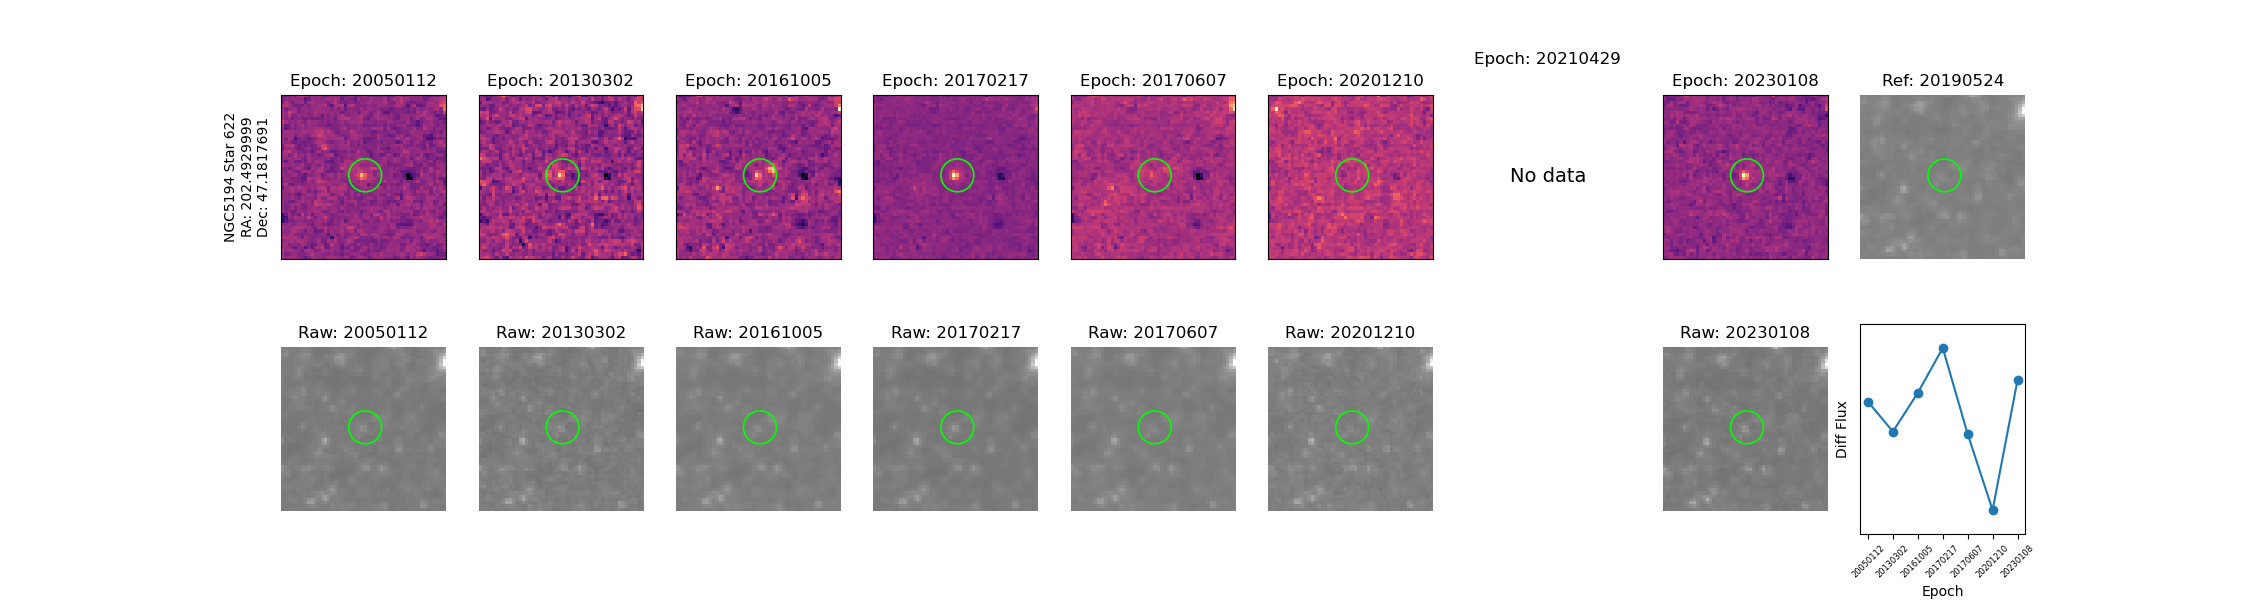 Epoch: 20050112
Epoch: 20130302
Epoch: 20161005
Epoch: 20170217
Epoch: 20170607
Epoch: 20201210
Epoch: 20210429
Epoch: 20230108
Ref: 20190524
NGC5194 Star 622
RA: 202.4929999
Dec: 47.1817691
No data
Raw: 20050112
Raw: 20130302
Raw: 20161005
Raw: 20170217
Raw: 20170607
Raw: 20201210
Raw: 20230108
Diff Flux
20050112
20130302
20161005
20170217
20170607
20201210
20230108
Epoch